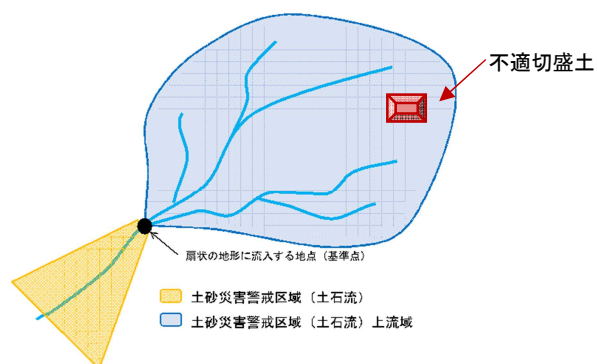 不適切盛土
扇状の地形に流入する地点（基準点）
土砂災害警戒区域（土石流）
土砂災害警戒区域（土石流）上流域